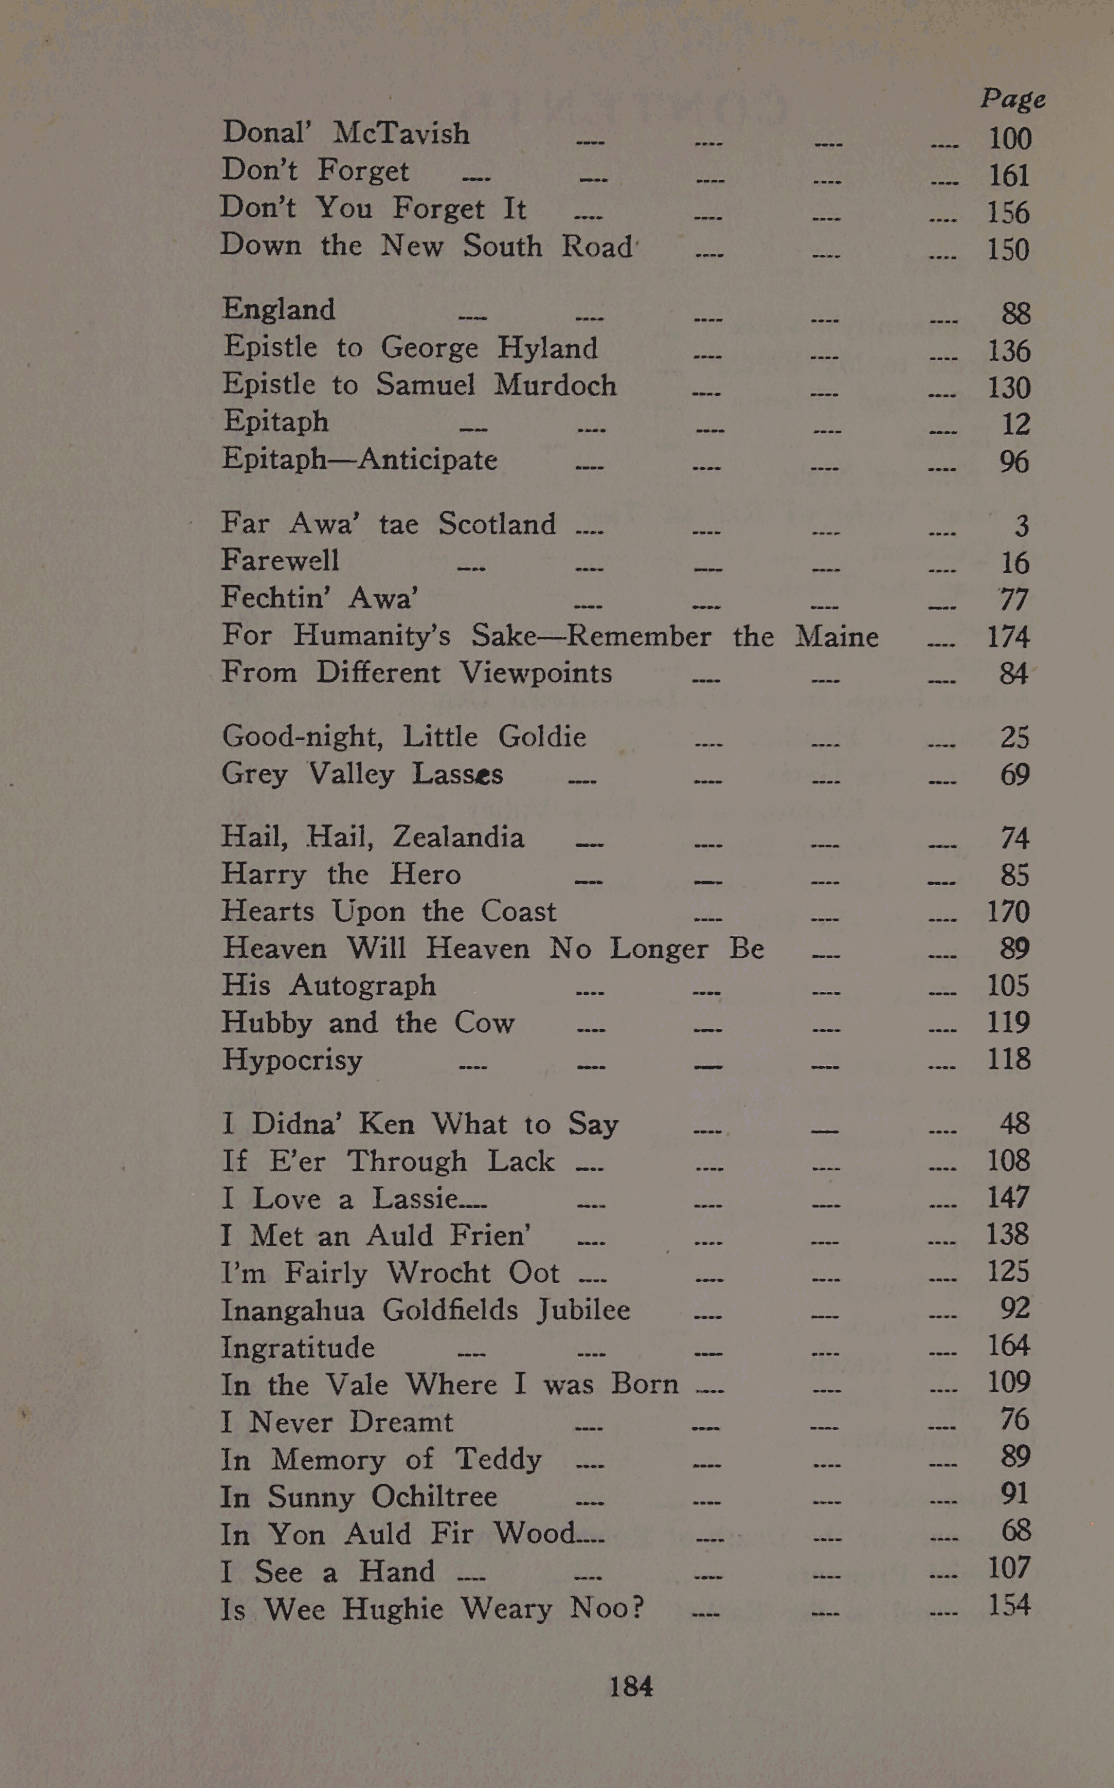 Page
Donal' McTavish .... .... .... .... 100
Don't Forget .... .... .... .... .... 161
Don't You Forget It .... .... .... .... 156
Down the New South Road .... .... .... 150
England .... .... .... .... .... 88
Epistle to George Hyland .... .... .... 136
Epistle to Samuel Murdoch .... .... .... 130
Epitaph .... .... .... .... .... 12
Epitaph—Anticipate .... .... .... .... 96
Far Awa' tae Scotland .... .... .... .... 3
Farewell .... .... .... .... .... 16
Fechtin' Awa' .... .... .... .... 77
For Humanity's Sake—Remember the Maine .... 174
From Different Viewpoints .... .... .... 84
Good-night, Little Goldie .... .... .... 25
Grey Valley Lasses .... .... .... .... 69
Hail, Hail, Zealandia .... .... .... .... 74
Harry the Hero .... .... .... .... 85
Hearts Upon the Coast .... .... .... 170
Heaven Will Heaven No Longer Be .... .... 89
His Autograph .... .... .... .... 105
Hubby and the Cow .... .... .... .... 119
Hypocrisy .... .... .... .... .... 118
I Didna' Ken What to Say .... .... .... 48
If E'er Through Lack .... .... .... .... 108
I Love a Lassie.... .... .... .... .... 147
I Met an Auld Frien' .... .... .... .... 138
I'm Fairly Wrocht Oot .... .... .... .... 125
Inangahua Goldfields Jubilee .... .... .... 92
Ingratitude .... .... .... .... .... 164
In the Vale Where I was Born .... .... .... 109
I Never Dreamt .... .... .... .... 76
In Memory of Teddy .... .... .... .... 89
In Sunny Ochiltree .... .... .... .... 91
In Yon Auld Fir Wood.... .... .... .... 68
I See a Hand .... .... .... .... .... 107
Is Wee Hughie Weary Noo? .... .... .... 154
184